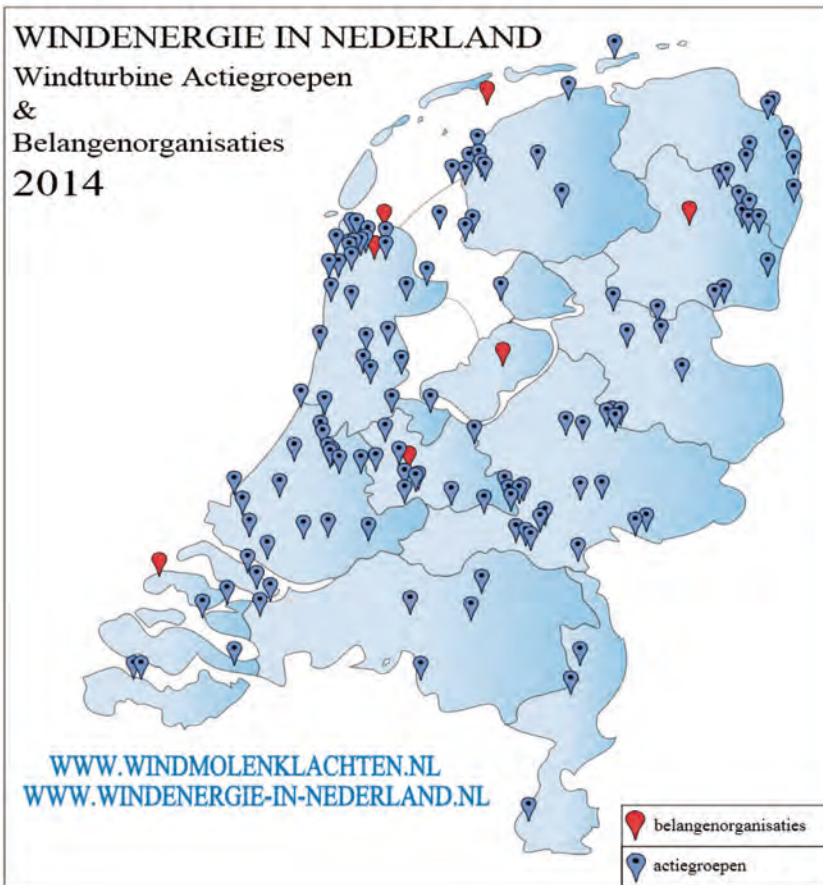 WINDENERGIE IN NEDERLAND
Windturbine Actiegroepen
&
Belangenorganisaties
2014
WWW.WINDMOLENKLACHTEN.NL
WWW.WINDENERGIE-IN-NEDERLAND.NL
belangenorganisaties
actiegroepen